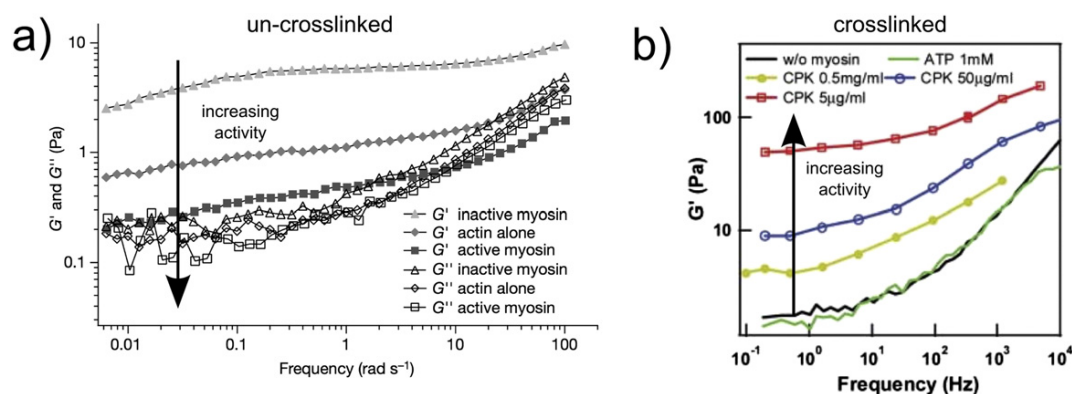 a)
un-crosslinked
10
1
0.1
G' and G'' (Pa)
increasing
activity
G' inactive myosin
G' actin alone
G' active myosin
G'' inactive myosin
G'' actin alone
G'' active myosin
0.01 0.1 1 10 100
Frequency (rad s⁻¹)
b)
crosslinked
w/o myosin ATP 1mM
CPK 0.5mg/ml CPK 50µg/ml
CPK 5µg/ml
100
10
G' (Pa)
increasing
activity
10⁻¹ 10⁰ 10¹ 10² 10³ 10⁴
Frequency (Hz)